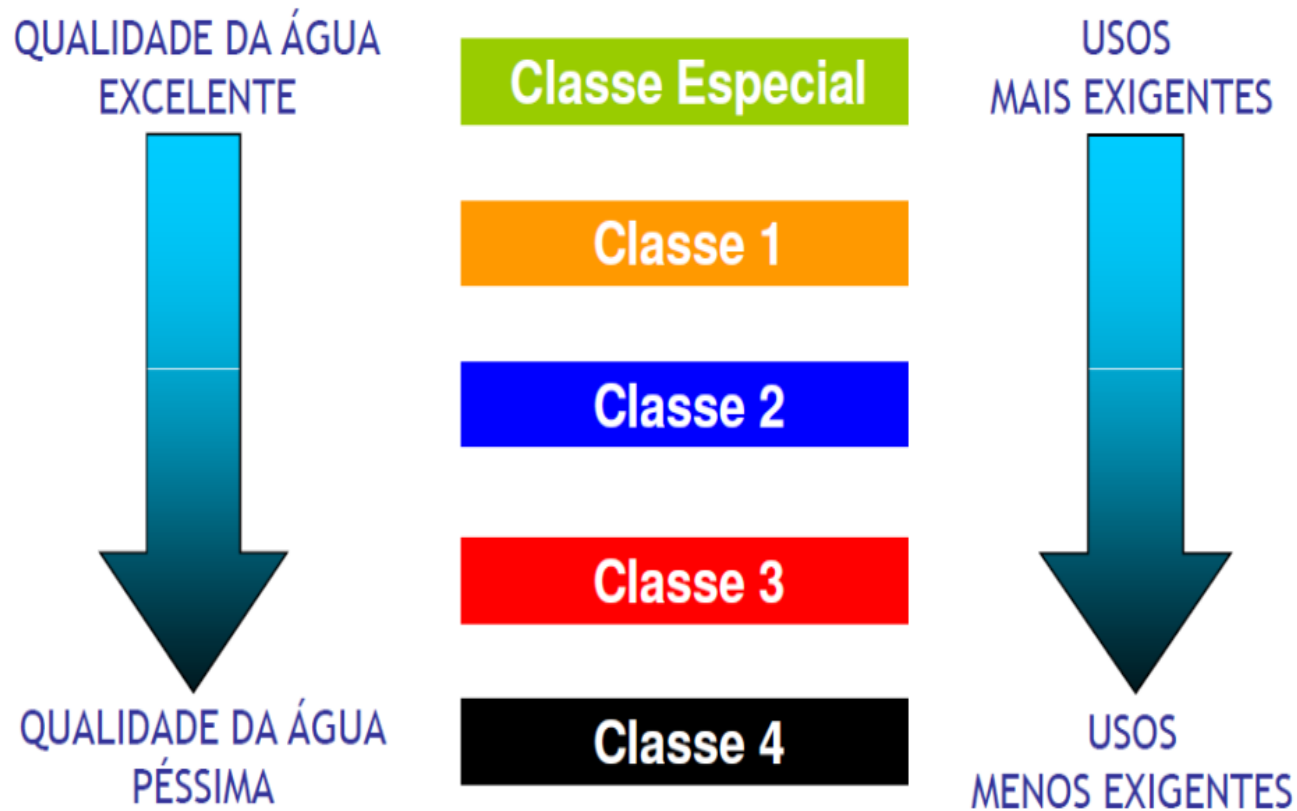 QUALIDADE DA ÁGUA
EXCELENTE
Classe Especial
USOS
MAIS EXIGENTES
Classe 1
Classe 2
Classe 3
QUALIDADE DA ÁGUA
PÉSSIMA
Classe 4
USOS
MENOS EXIGENTES